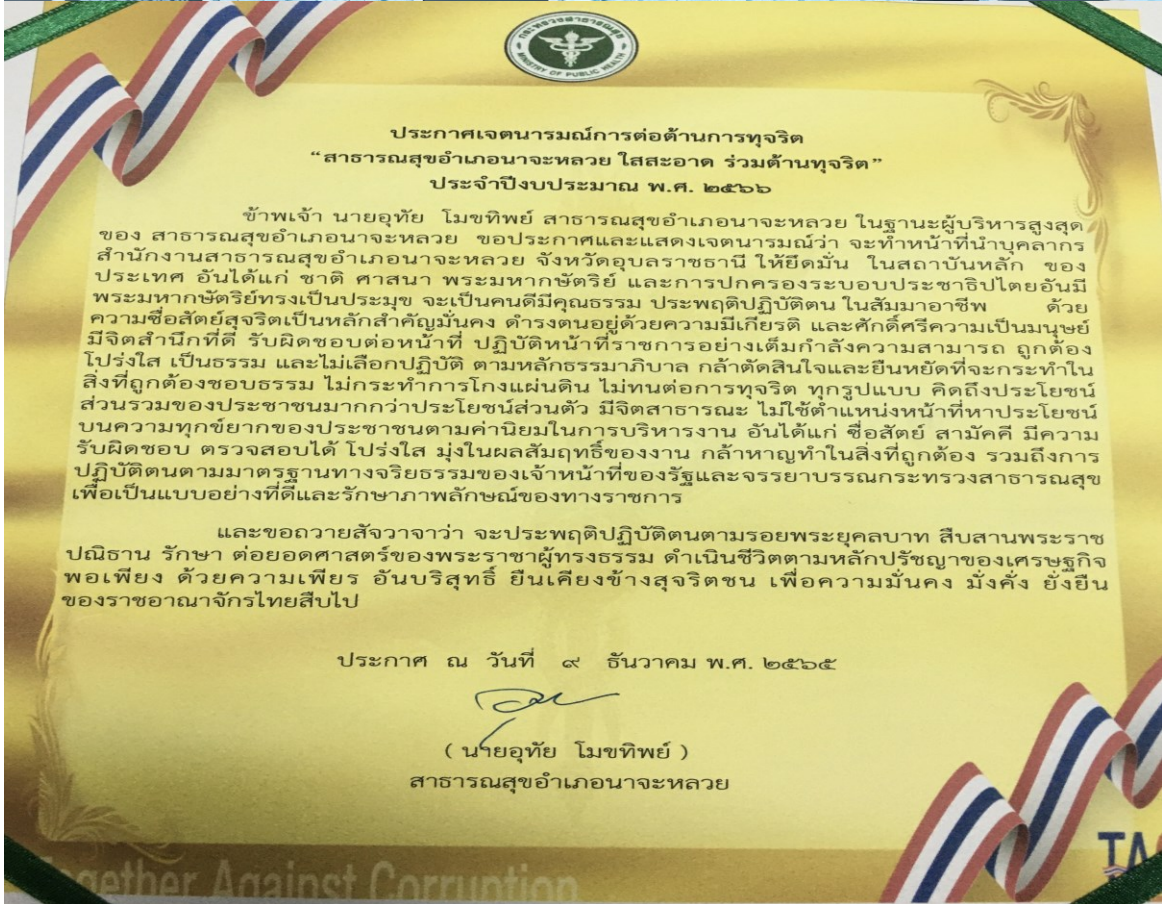 กระทรวงสาธารณสุข
MINISTRY OF PUBLIC HEALTH
ประกาศเจตนารมณ์การต่อต้านการทุจริต
“สาธารณสุขอำเภอนาจะหลวย ใสสะอาด ร่วมต้านทุจริต”
ประจำปีงบประมาณ พ.ศ. ๒๕๖๖
ข้าพเจ้า นายอุทัย โมขทิพย์ สาธารณสุขอำเภอนาจะหลวย ในฐานะผู้บริหารสูงสุด
ของ สาธารณสุขอำเภอนาจะหลวย ขอประกาศและแสดงเจตนารมณ์ว่า จะทำหน้าที่นำบุคลากร
สำนักงานสาธารณสุขอำเภอนาจะหลวย จังหวัดอุบลราชธานี ให้ยึดมั่น ในสถาบันหลัก ของ
ประเทศ อันได้แก่ ชาติ ศาสนา พระมหากษัตริย์ และการปกครองระบอบประชาธิปไตยอันมี
พระมหากษัตริย์ทรงเป็นประมุข จะเป็นคนดีมีคุณธรรม ประพฤติปฏิบัติตน ในสัมมาอาชีพ ด้วย
ความซื่อสัตย์สุจริตเป็นหลักสำคัญมั่นคง ดำรงตนอยู่ด้วยความมีเกียรติ และศักดิ์ศรีความเป็นมนุษย์
มีจิตสำนึกที่ดี รับผิดชอบต่อหน้าที่ ปฏิบัติหน้าที่ราชการอย่างเต็มกำลังความสามารถ ถูกต้อง
โปร่งใส เป็นธรรม และไม่เลือกปฏิบัติ ตามหลักธรรมาภิบาล กล้าตัดสินใจและยืนหยัดที่จะกระทำใน
สิ่งที่ถูกต้องชอบธรรม ไม่กระทำการโกงแผ่นดิน ไม่ทนต่อการทุจริต ทุกรูปแบบ คิดถึงประโยชน์
ส่วนรวมของประชาชนมากกว่าประโยชน์ส่วนตัว มีจิตสาธารณะ ไม่ใช้ตำแหน่งหน้าที่หาประโยชน์
บนความทุกข์ยากของประชาชนตามค่านิยมในการบริหารงาน อันได้แก่ ซื่อสัตย์ สามัคคี มีความ
รับผิดชอบ ตรวจสอบได้ โปร่งใส มุ่งในผลสัมฤทธิ์ของงาน กล้าหาญทำในสิ่งที่ถูกต้อง รวมถึงการ
ปฏิบัติตนตามมาตรฐานทางจริยธรรมของเจ้าหน้าที่ของรัฐและจรรยาบรรณกระทรวงสาธารณสุข
เพื่อเป็นแบบอย่างที่ดีและรักษาภาพลักษณ์ของทางราชการ
และขอถวายสัจวาจาว่า จะประพฤติปฏิบัติตนตามรอยพระยุคลบาท สืบสานพระราช
ปณิธาน รักษา ต่อยอดศาสตร์ของพระราชาผู้ทรงธรรม ดำเนินชีวิตตามหลักปรัชญาของเศรษฐกิจ
พอเพียง ด้วยความเพียร อันบริสุทธิ์ ยืนเคียงข้างสุจริตชน เพื่อความมั่นคง มั่งคั่ง ยั่งยืน
ของราชอาณาจักรไทยสืบไป
ประกาศ ณ วันที่ ๙ ธันวาคม พ.ศ. ๒๕๖๕
( นายอุทัย โมขทิพย์ )
สาธารณสุขอำเภอนาจะหลวย
Together Against Corruption